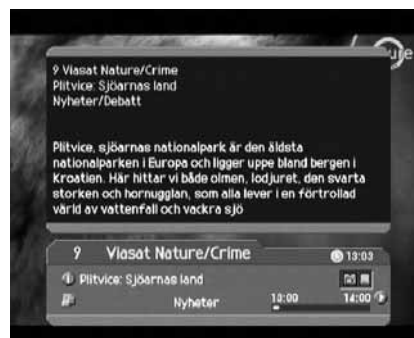 ure
9 Viasat Nature/Crime
Plitvice: Sjöarnas land
Nyheter/Debatt
Plitvice, sjöarnas nationalpark är den äldsta
nationalparken i Europa och ligger uppe bland bergen i
Kroatien. Här hittar vi både olmen, lodjuret, den svarta
storken och hornugglan, som alla lever i en förtrollad
värld av vattenfall och vackra sjö
9 Viasat Nature/Crime 13:03
Plitvice: Sjöarnas land
Nyheter 13:00 14:00